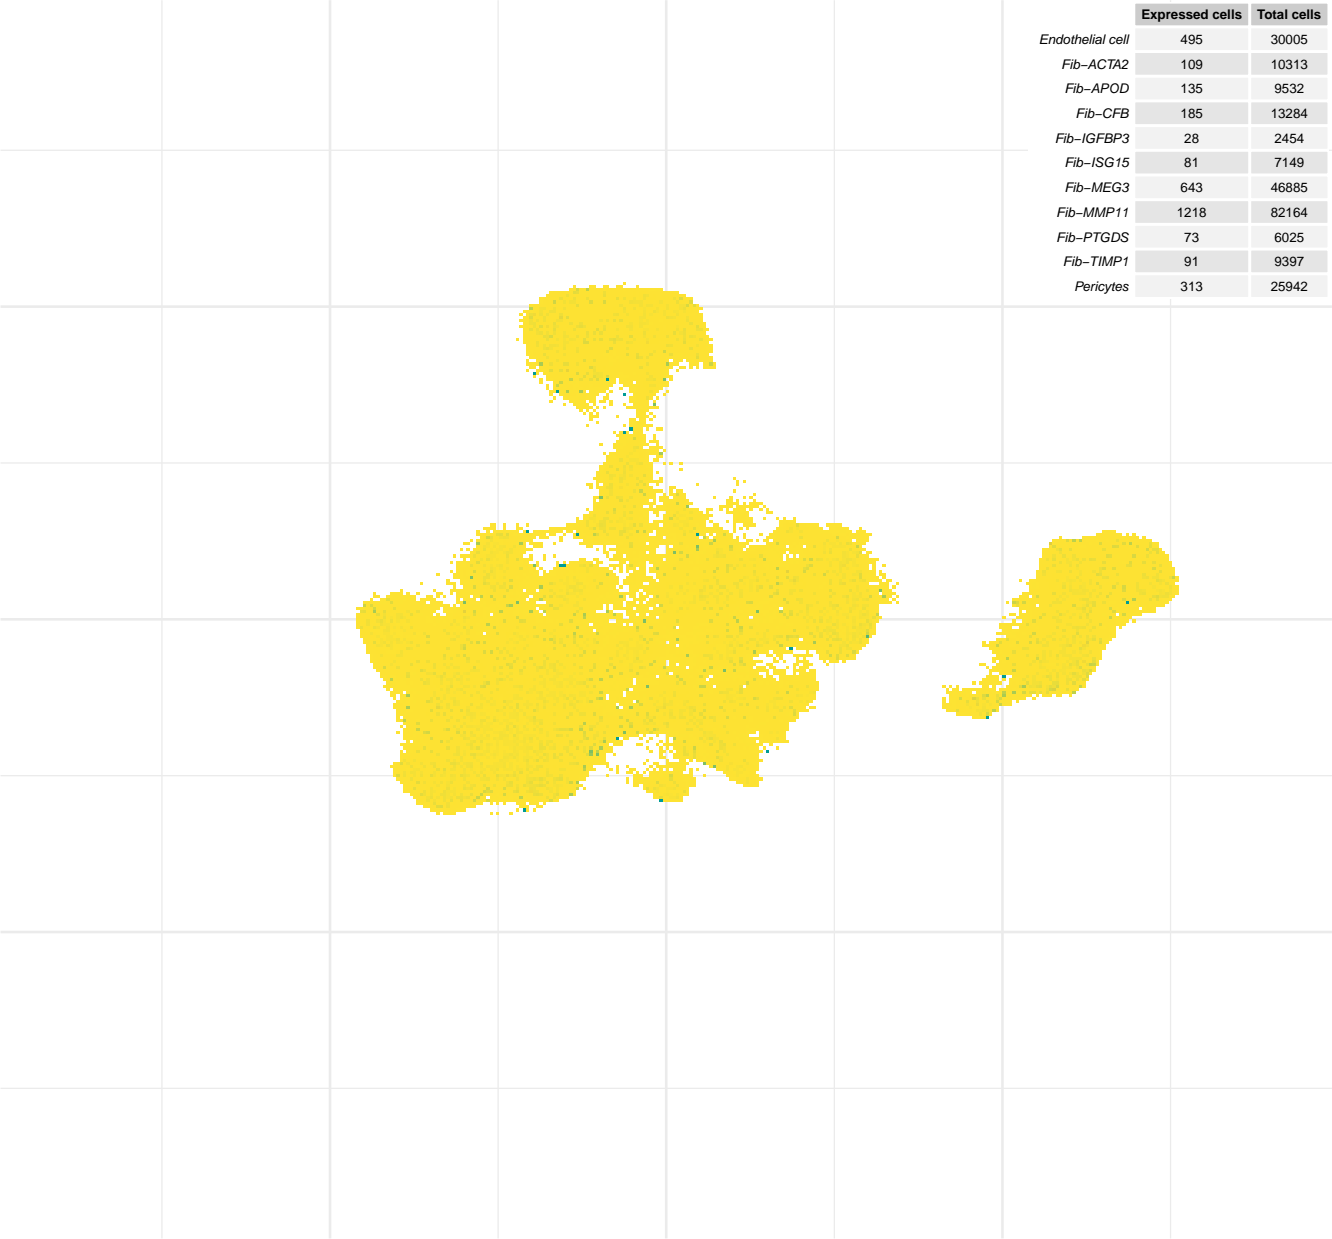 Expressed cells Total cells
Endothelial cell 495 30005
Fib−ACTA2 109 10313
Fib−APOD 135 9532
Fib−CFB 185 13284
Fib−IGFBP3 28 2454
Fib−ISG15 81 7149
Fib−MEG3 643 46885
Fib−MMP11 1218 82164
Fib−PTGDS 73 6025
Fib−TIMP1 91 9397
Pericytes 313 25942